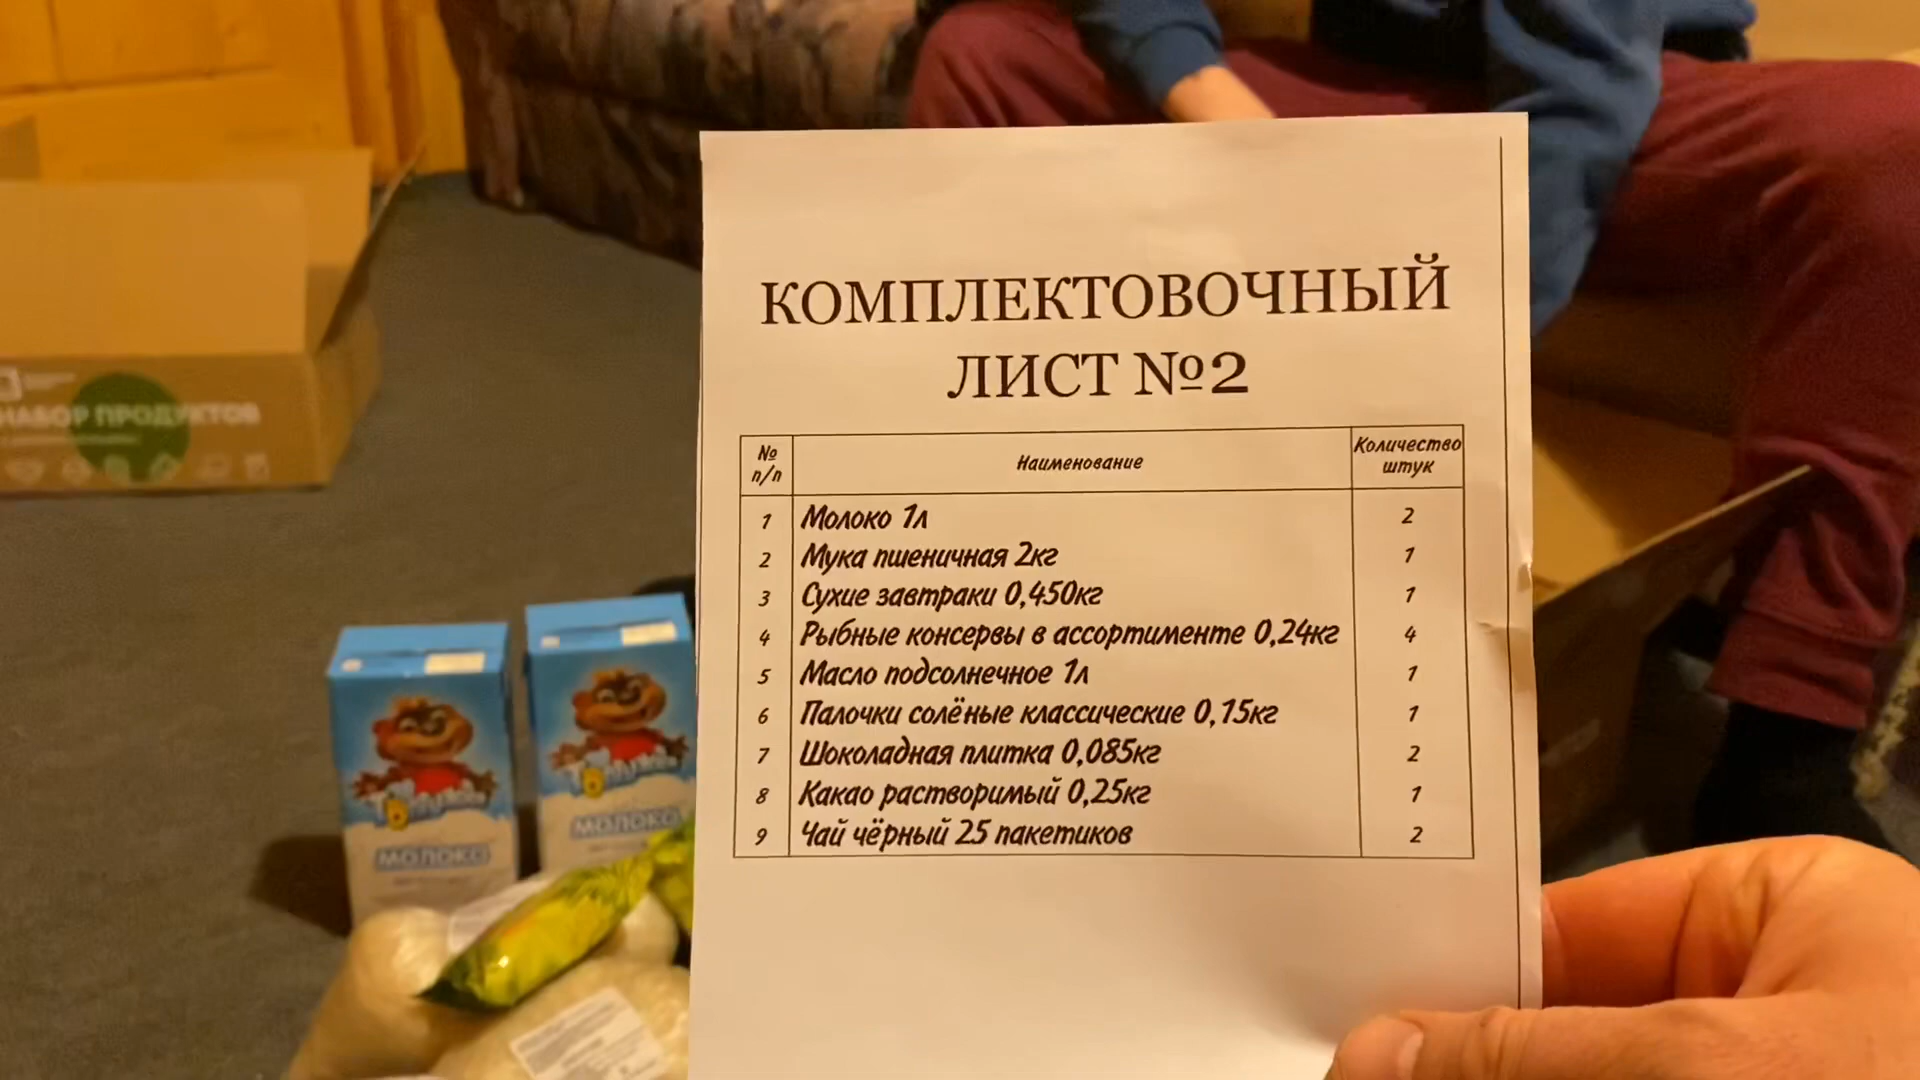 КОМПЛЕКТОВОЧНЫЙ
ЛИСТ №2
№ п/п Наименование Количество штук
1 Молоко 1л 2
2 Мука пшеничная 2кг 1
3 Сухие завтраки 0,450кг 1
4 Рыбные консервы в ассортименте 0,24кг 4
5 Масло подсолнечное 1л 1
6 Палочки солёные классические 0,15кг 1
7 Шоколадная плитка 0,085кг 2
8 Какао растворимый 0,25кг 1
9 Чай чёрный 25 пакетиков 2
НАБОР ПРОДУКТОВ
МОЛОКО
МОЛОКО